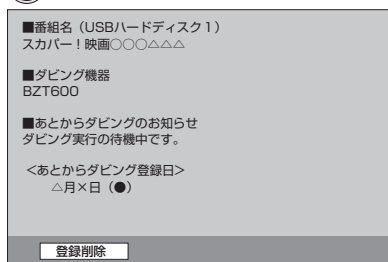 ■番組名（USBハードディスク１）
スカパー！映画○○○△△△
■ダビング機器
BZT600
■あとからダビングのお知らせ
ダビング実行の待機中です。
＜あとからダビング登録日＞
△月×日（●）
登録削除